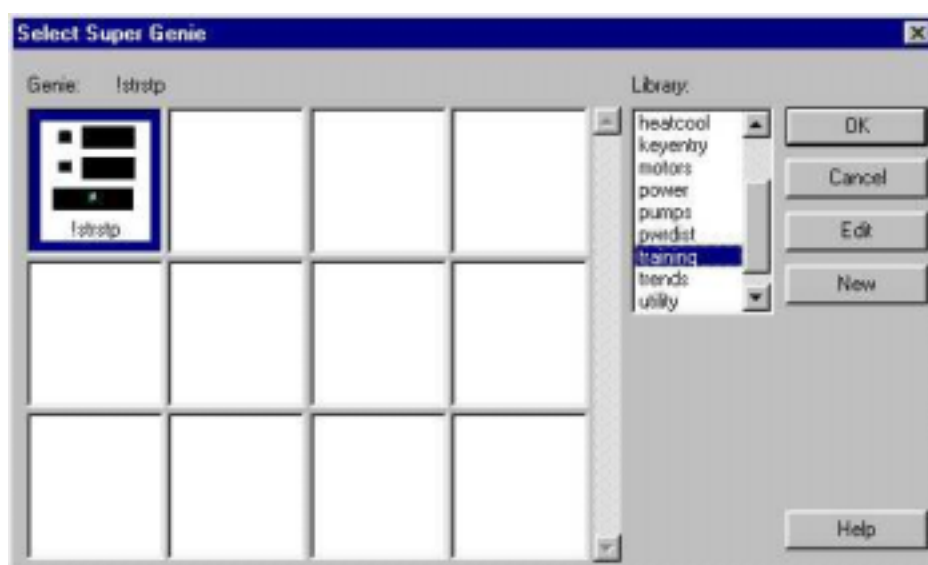 Select Super Genie
Genie: !strstp
Library:
!strstp
heatcool
keyentry
motors
power
pumps
pwrdist
training
trends
utility
OK
Cancel
Edit
New
Help